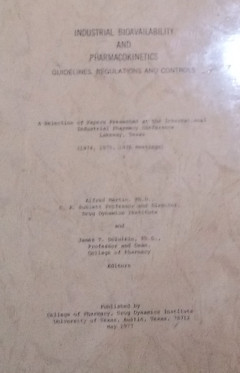 INDUSTRIAL BIOAVAILABILITY
AND
PHARMACOKINETICS
GUIDELINES, REGULATIONS AND CONTROLS
A Selection of Papers Presented at the International
Industrial Pharmacy Conference
Lakeway, Texas
(1974, 1975, 1976 Meetings)
Alfred Martin, Ph.D.
Professor and Director,
Drug Dynamics Institute
and
James T. Doluisio, Ph.D.,
Professor and Dean,
College of Pharmacy
Editors
Published by
College of Pharmacy, Drug Dynamics Institute
University of Texas, Austin, Texas, 78712
May 1977